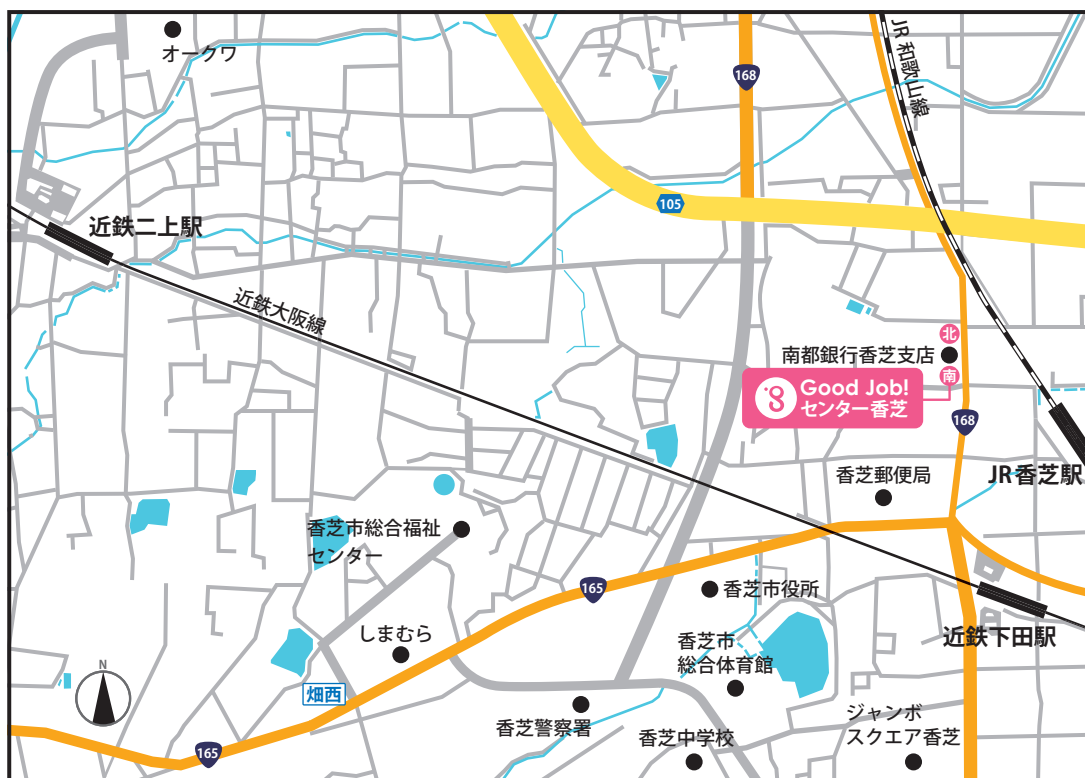 オークワ
168
JR 和歌山線
105
近鉄二上駅
近鉄大阪線
北
南都銀行香芝支店
南
Good Job!
センター香芝
168
JR香芝駅
香芝郵便局
香芝市総合福祉
センター
165
香芝市役所
しまむら
香芝市
総合体育館
近鉄下田駅
N
畑西
香芝警察署
香芝中学校
ジャンボ
スクエア香芝
165